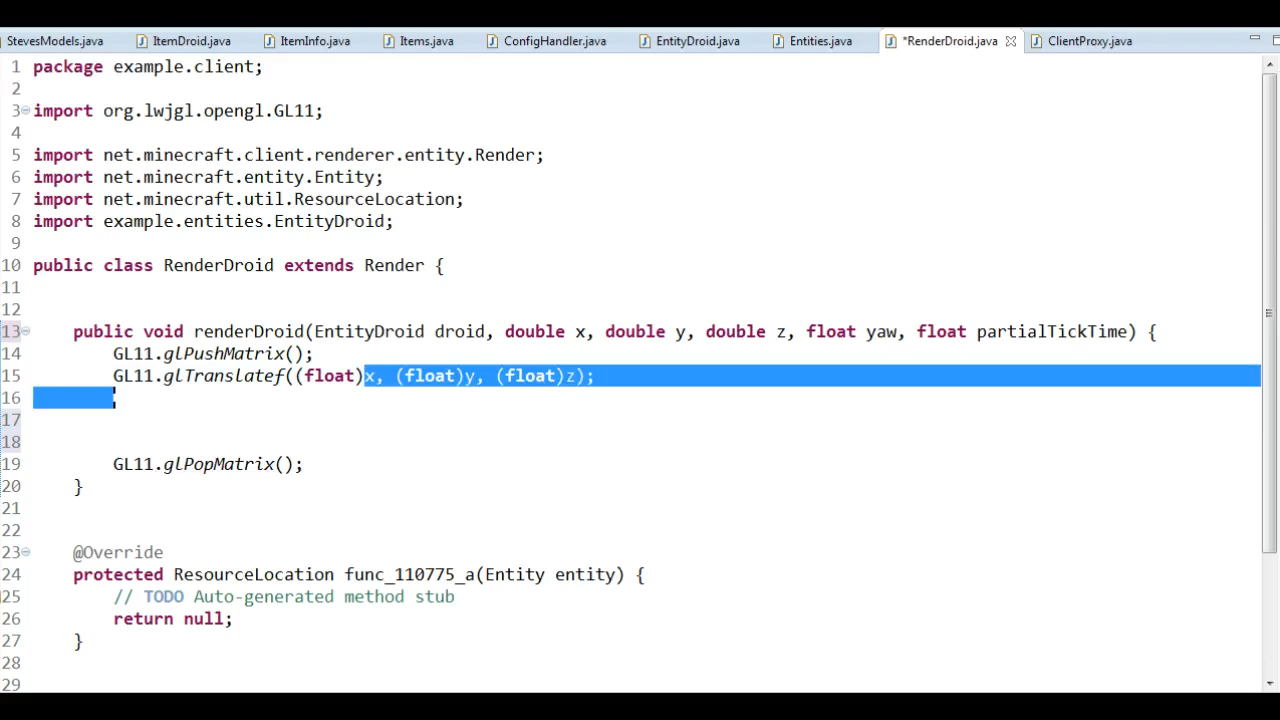 StevesModels.java ItemDroid.java ItemInfo.java Items.java ConfigHandler.java EntityDroid.java Entities.java *RenderDroid.java ClientProxy.java
1 package example.client;
2
3 import org.lwjgl.opengl.GL11;
4
5 import net.minecraft.client.renderer.entity.Render;
6 import net.minecraft.entity.Entity;
7 import net.minecraft.util.ResourceLocation;
8 import example.entities.EntityDroid;
9
10 public class RenderDroid extends Render {
11
12
13 public void renderDroid(EntityDroid droid, double x, double y, double z, float yaw, float partialTickTime) {
14 GL11.glPushMatrix();
15 GL11.glTranslatef((float)x, (float)y, (float)z);
16
17
18
19 GL11.glPopMatrix();
20 }
21
22
23 @Override
24 protected ResourceLocation func_110775_a(Entity entity) {
25 // TODO Auto-generated method stub
26 return null;
27 }
28
29